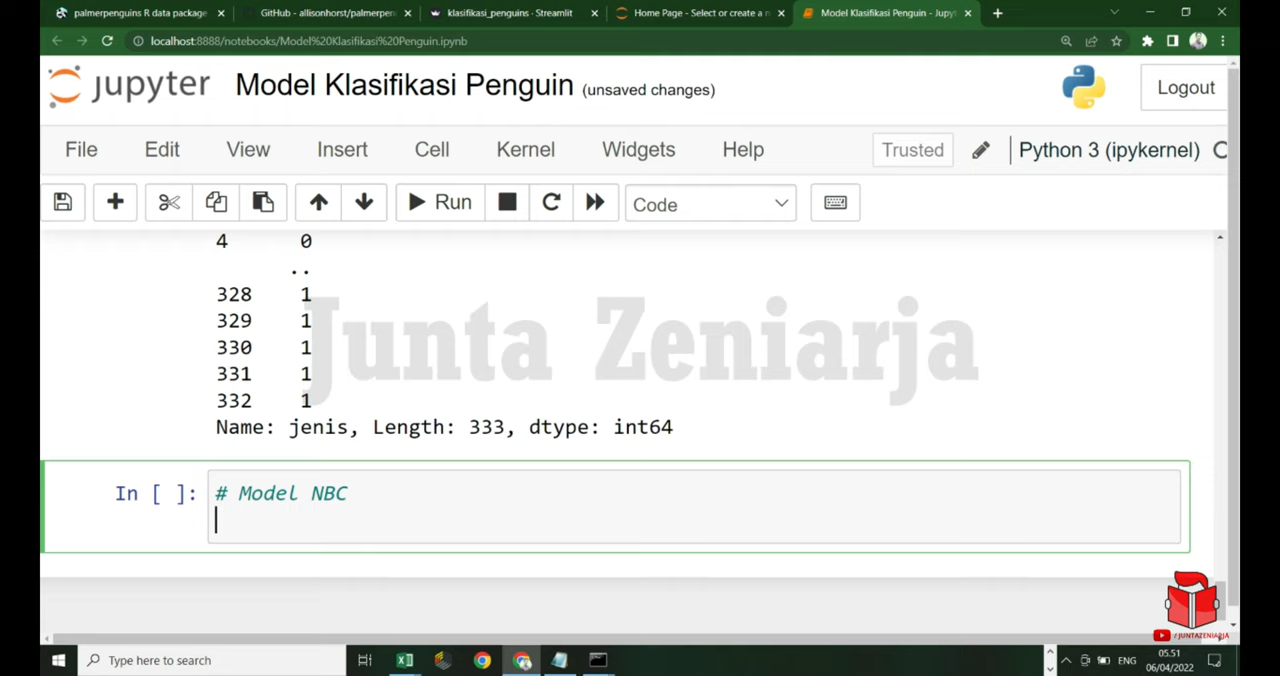 palmerpenguins R data package
GitHub - allisonhorst/palmerpen
klasifikasi_penguins · Streamlit
Home Page - Select or create a n
Model Klasifikasi Penguin - Jupyt
localhost:8888/notebooks/Model%20Klasifikasi%20Penguin.ipynb
jupyter Model Klasifikasi Penguin (unsaved changes)
Logout
File Edit View Insert Cell Kernel Widgets Help
Trusted
Python 3 (ipykernel)
Run
Code
4 0
..
328 1
329 1
330 1
331 1
332 1
Name: jenis, Length: 333, dtype: int64
Junta Zeniarja
In [ ]: # Model NBC
/JUNTAZENIARJA
Type here to search
ENG
05.51
06/04/2022